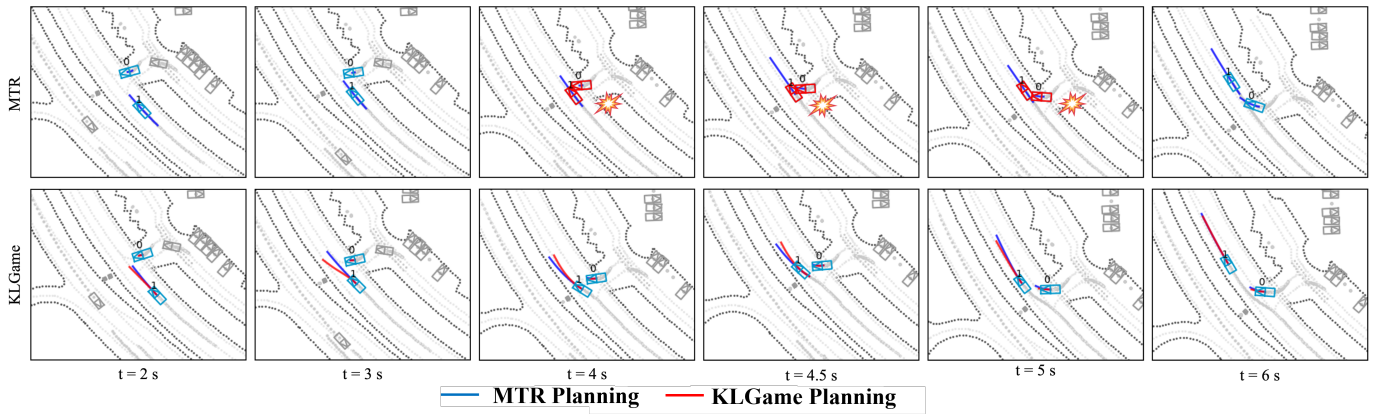 MTR
0
1
0
1
0
1
0
1
0
1
1
0
KLGame
0
1
0
1
0
1
0
1
0
1
1
0
t = 2 s
t = 3 s
t = 4 s
t = 4.5 s
t = 5 s
t = 6 s
MTR Planning
KLGame Planning